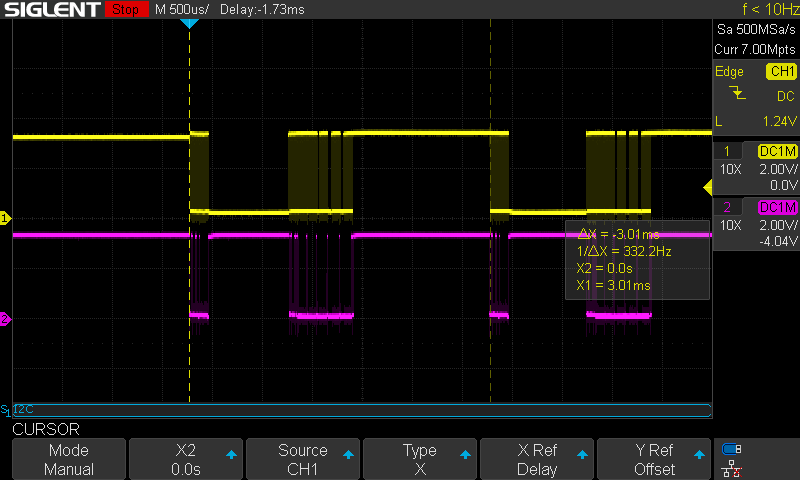 SIGLENT Stop M 500us/ Delay:-1.73ms f < 10Hz
Sa 500MSa/s
Curr 7.00Mpts
Edge CH1
DC
L 1.24V
1 DC1M
10X 2.00V/
0.0V
2 DC1M
10X 2.00V/
-4.04V
1
ΔX = -3.01ms
1/ΔX = 332.2Hz
X2 = 0.0s
X1 = 3.01ms
2
S1 I2C
CURSOR
Mode X2 Source Type X Ref Y Ref
Manual 0.0s CH1 X Delay Offset